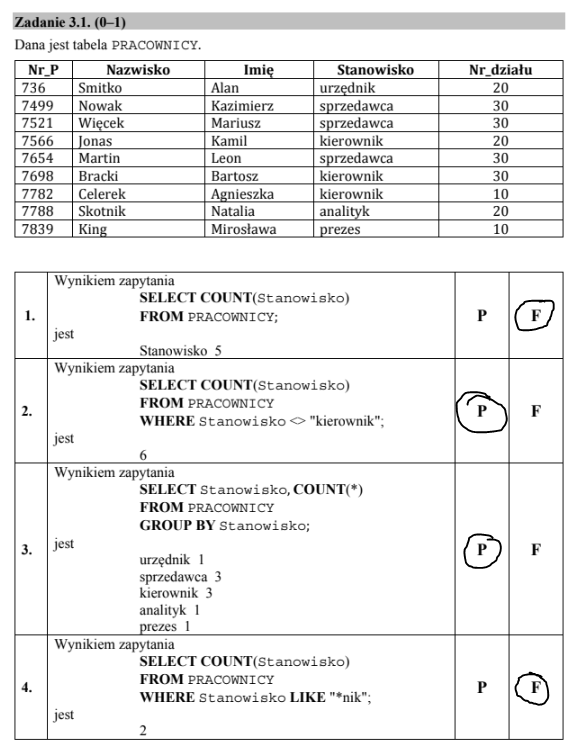 Zadanie 3.1. (0–1)
Dana jest tabela PRACOWNICY.
Nr_P Nazwisko Imię Stanowisko Nr_działu
736 Smitko Alan urzędnik 20
7499 Nowak Kazimierz sprzedawca 30
7521 Więcek Mariusz sprzedawca 30
7566 Jonas Kamil kierownik 20
7654 Martin Leon sprzedawca 30
7698 Bracki Bartosz kierownik 30
7782 Celerek Agnieszka kierownik 10
7788 Skotnik Natalia analityk 20
7839 King Mirosława prezes 10
Wynikiem zapytania
SELECT COUNT(Stanowisko)
1. FROM PRACOWNICY; P F
jest
Stanowisko 5
Wynikiem zapytania
SELECT COUNT(Stanowisko)
FROM PRACOWNICY
2. WHERE Stanowisko <> "kierownik"; P F
jest
6
Wynikiem zapytania
SELECT Stanowisko, COUNT(*)
FROM PRACOWNICY
GROUP BY Stanowisko;
3. jest P F
urzędnik 1
sprzedawca 3
kierownik 3
analityk 1
prezes 1
Wynikiem zapytania
SELECT COUNT(Stanowisko)
FROM PRACOWNICY
4. WHERE Stanowisko LIKE "*nik"; P F
jest
2